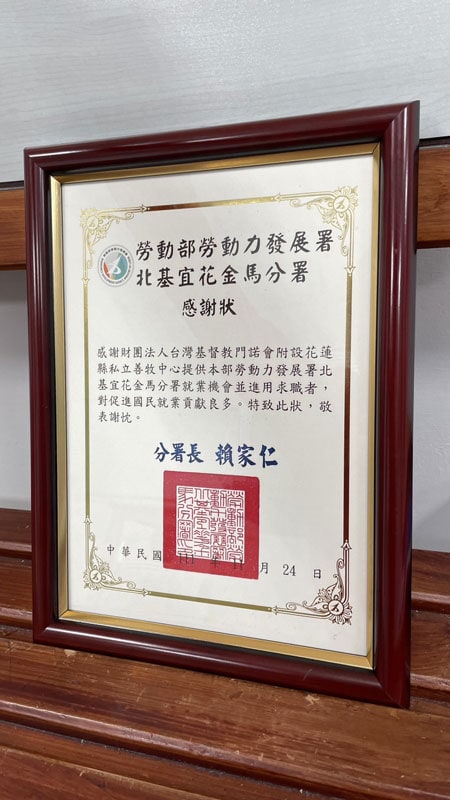 勞動部勞動力發展署
北基宜花金馬分署
感謝狀
感謝財團法人台灣基督教門諾會附設花蓮
縣私立善牧中心提供本部勞動力發展署北
基宜花金馬分署就業機會並進用求職者，
對促進國民就業貢獻良多。特致此狀，敬
表謝忱。
分署長 賴家仁
中華民國 年 11 月 24 日